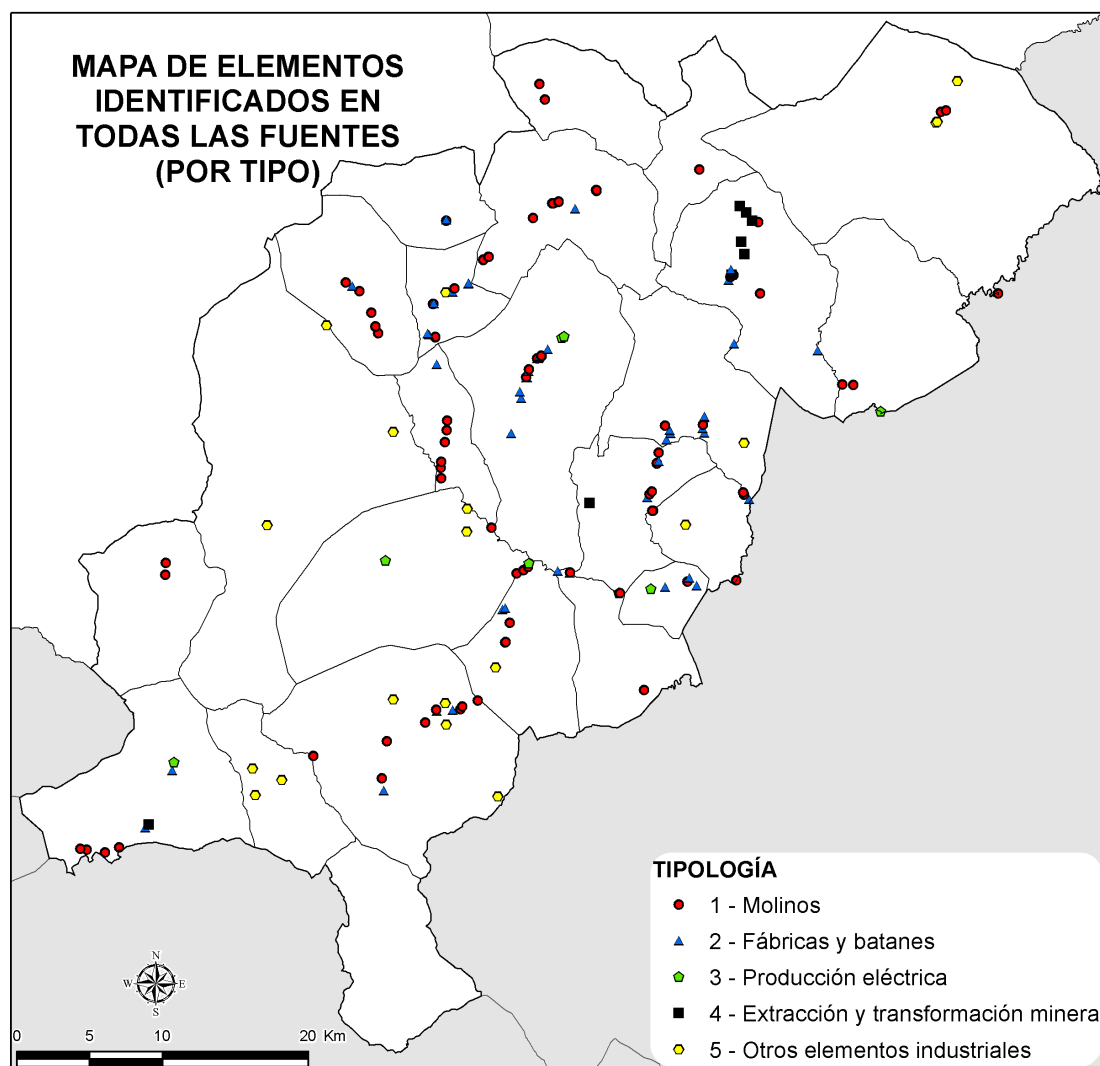 MAPA DE ELEMENTOS
IDENTIFICADOS EN
TODAS LAS FUENTES
(POR TIPO)
TIPOLOGÍA
1 - Molinos
2 - Fábricas y batanes
3 - Producción eléctrica
4 - Extracción y transformación minera
5 - Otros elementos industriales
N
W E
S
0 5 10 20 Km